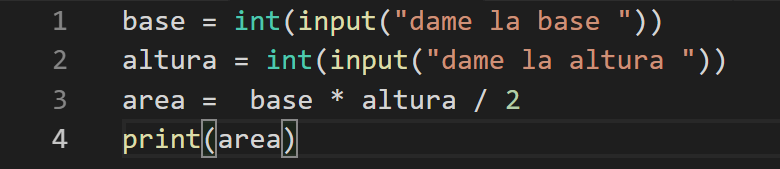 1 base = int(input("dame la base "))
2 altura = int(input("dame la altura "))
3 area =  base * altura / 2
4 print(area)